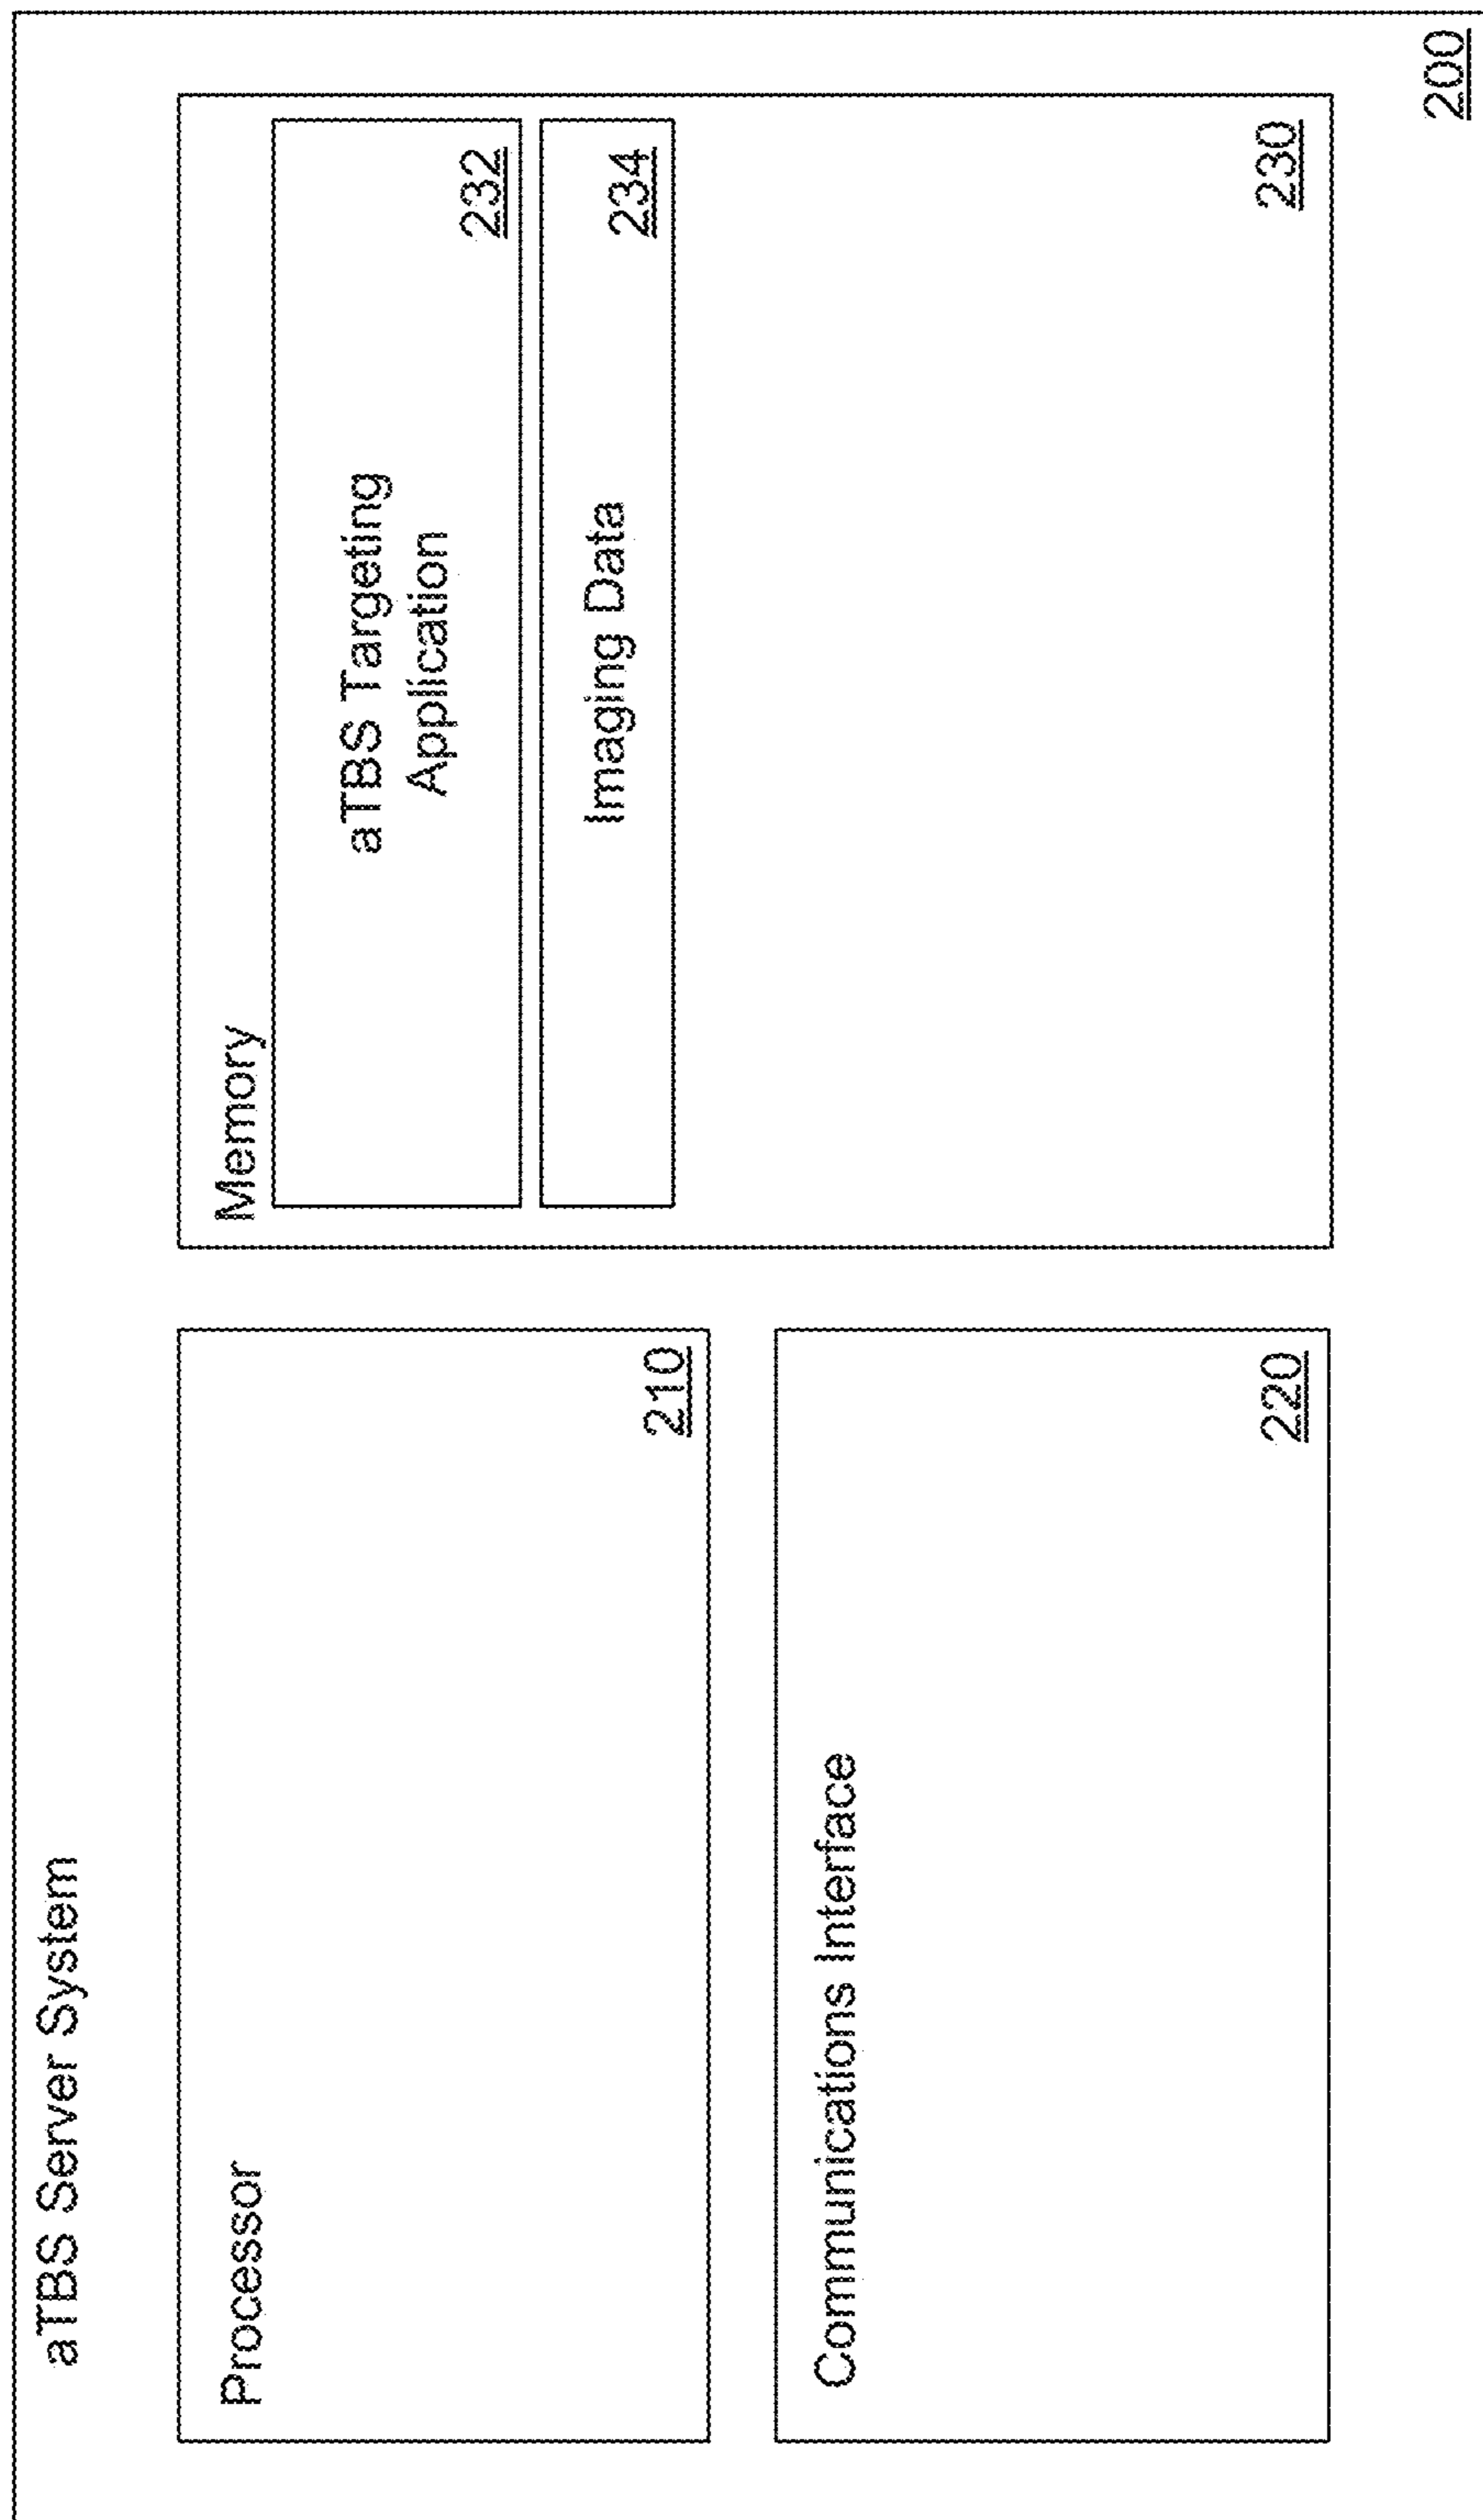 aTBS Server System
Processor
210
Communications Interface
220
Memory
aTBS Targeting
Application
232
Imaging Data
234
230
200